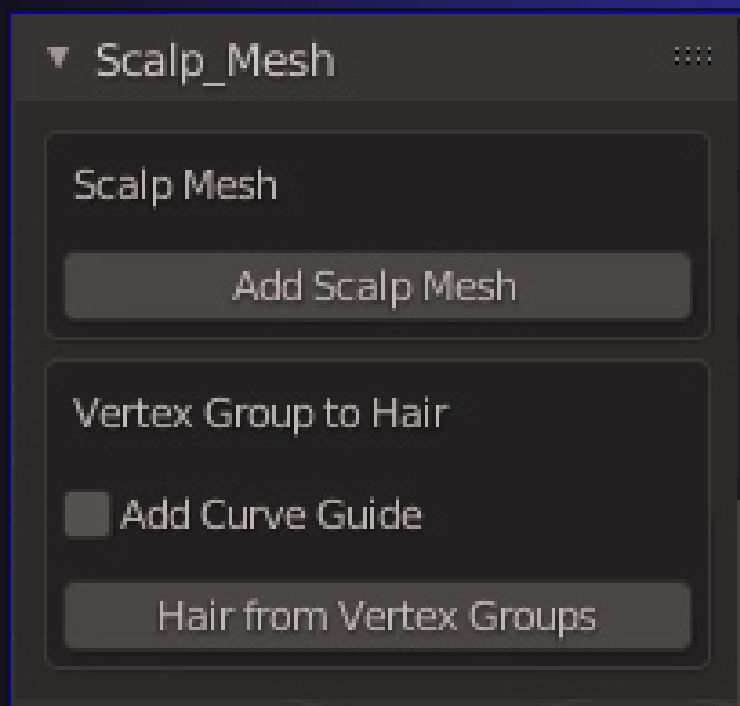 Scalp_Mesh
Scalp Mesh
Add Scalp Mesh
Vertex Group to Hair
Add Curve Guide
Hair from Vertex Groups